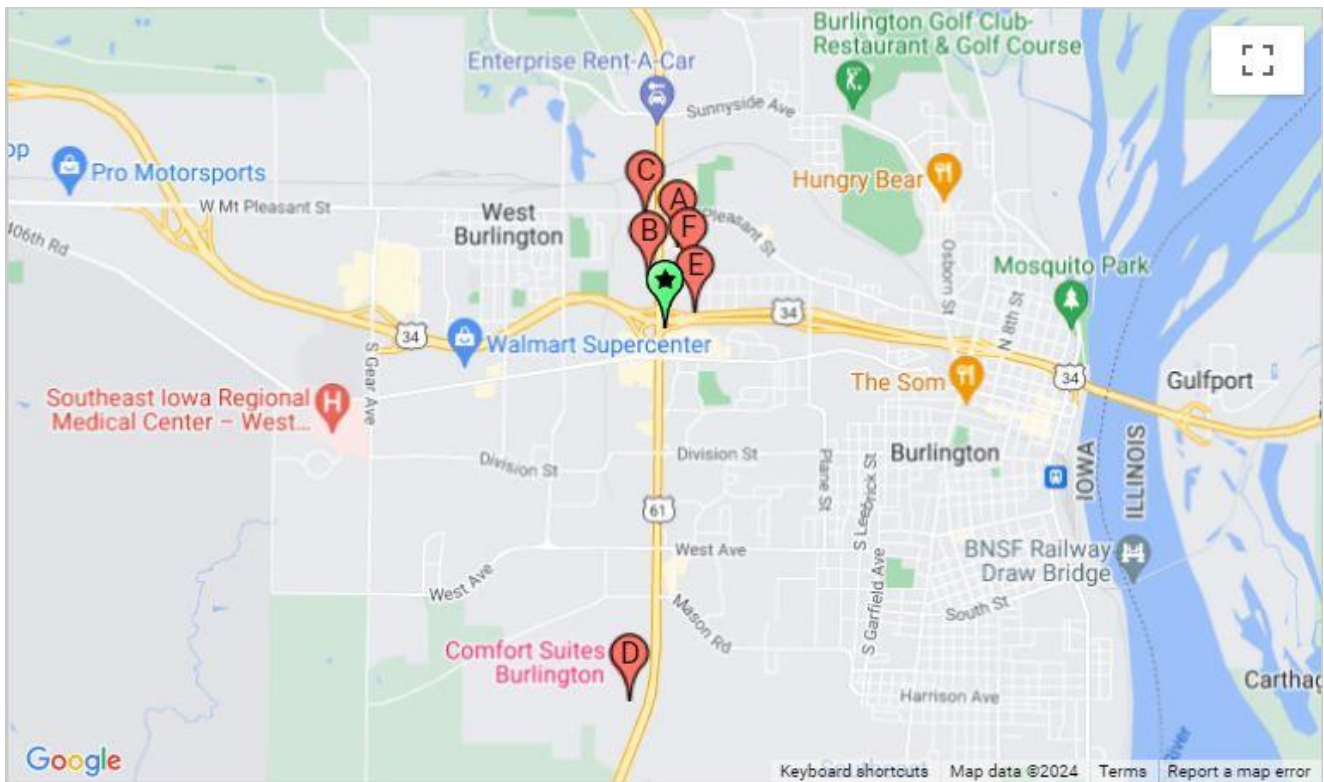 Burlington Golf Club-
Restaurant & Golf Course
Enterprise Rent-A-Car
Sunnyside Ave
op
Pro Motorsports
C
A
Hungry Bear
W Mt Pleasant St
West
Burlington
Pleasant St
B
F
406th Rd
Osborn St
E
Mosquito Park
34
N 8th St
34
Walmart Supercenter
S Gear Ave
The Som
34
Gulfport
Southeast Iowa Regional
Medical Center – West...
H
Division St
Division St
Plane St
Burlington
S Leebrick St
IOWA
ILLINOIS
61
West Ave
BNSF Railway
Draw Bridge
West Ave
S Garfield Ave
South St
Mason Rd
Comfort Suites
Burlington
D
Harrison Ave
Carthag
River
Google
Keyboard shortcuts
Map data ©2024
Terms
Report a map error